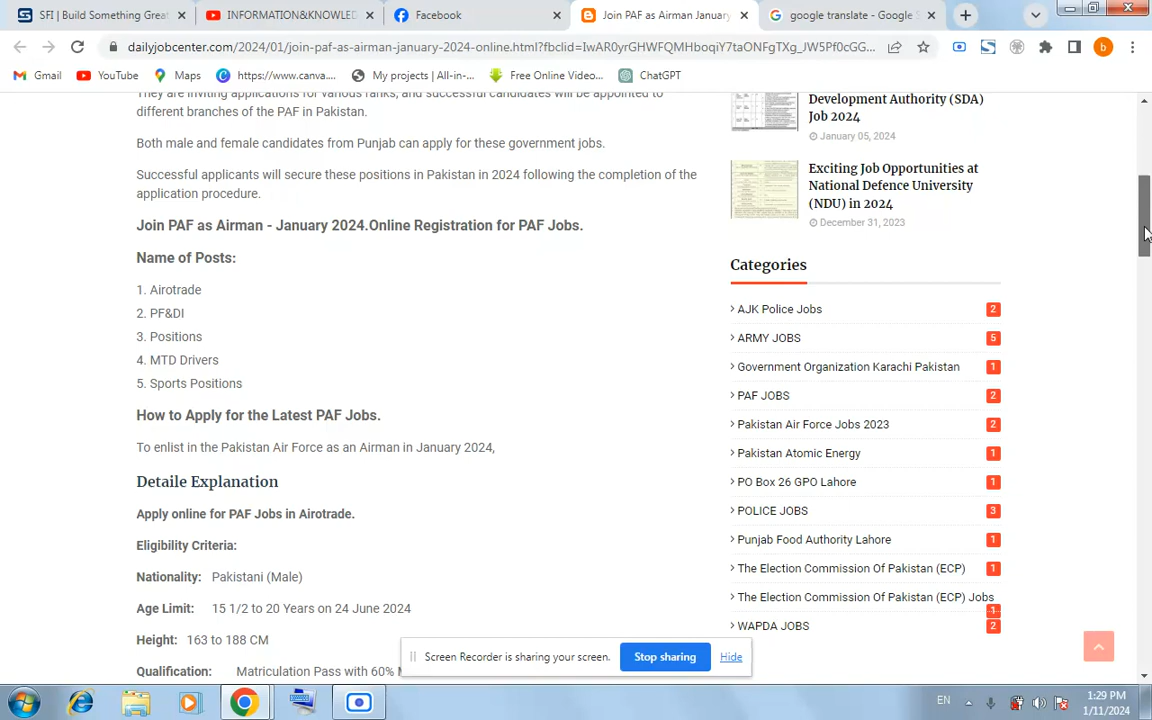 SFI | Build Something Great
INFORMATION&KNOWLED
Facebook
Join PAF as Airman January
google translate - Google S
dailyjobcenter.com/2024/01/join-paf-as-airman-january-2024-online.html?fbclid=IwAR0yrGHWFQMHboqiY7taONFgTXg_JW5Pf0cGG...
Gmail
YouTube
Maps
https://www.canva....
My projects | All-in-...
Free Online Video...
ChatGPT
They are inviting applications for various ranks, and successful candidates will be appointed to
different branches of the PAF in Pakistan.
Both male and female candidates from Punjab can apply for these government jobs.
Successful applicants will secure these positions in Pakistan in 2024 following the completion of the
application procedure.
Join PAF as Airman - January 2024.Online Registration for PAF Jobs.
Name of Posts:
1. Airotrade
2. PF&DI
3. Positions
4. MTD Drivers
5. Sports Positions
How to Apply for the Latest PAF Jobs.
To enlist in the Pakistan Air Force as an Airman in January 2024,
Detaile Explanation
Apply online for PAF Jobs in Airotrade.
Eligibility Criteria:
Nationality: Pakistani (Male)
Age Limit: 15 1/2 to 20 Years on 24 June 2024
Height: 163 to 188 CM
Qualification: Matriculation Pass with 60%
Development Authority (SDA)
Job 2024
January 05, 2024
Exciting Job Opportunities at
National Defence University
(NDU) in 2024
December 31, 2023
Categories
AJK Police Jobs 2
ARMY JOBS 5
Government Organization Karachi Pakistan 1
PAF JOBS 2
Pakistan Air Force Jobs 2023 2
Pakistan Atomic Energy 1
PO Box 26 GPO Lahore 1
POLICE JOBS 3
Punjab Food Authority Lahore 1
The Election Commission Of Pakistan (ECP) 1
The Election Commission Of Pakistan (ECP) Jobs
1
WAPDA JOBS 2
Screen Recorder is sharing your screen. Stop sharing Hide
EN
1:29 PM
1/11/2024